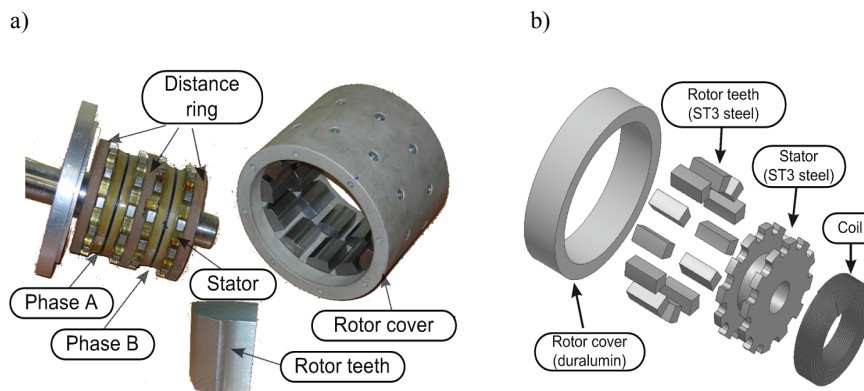 a)
Distance
ring
Phase A
Phase B
Stator
Rotor cover
Rotor teeth
b)
Rotor teeth
(ST3 steel)
Stator
(ST3 steel)
Coil
Rotor cover
(duralumin)